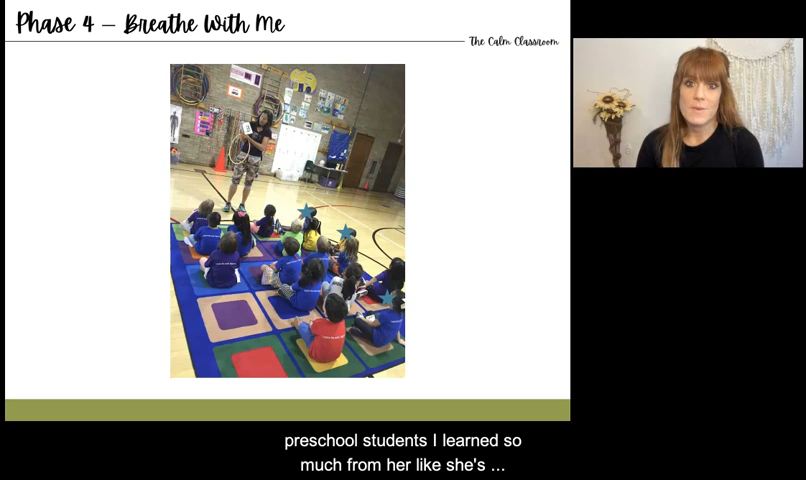 Phase 4 – Breathe With Me
The Calm Classroom
preschool students I learned so
much from her like she's ...